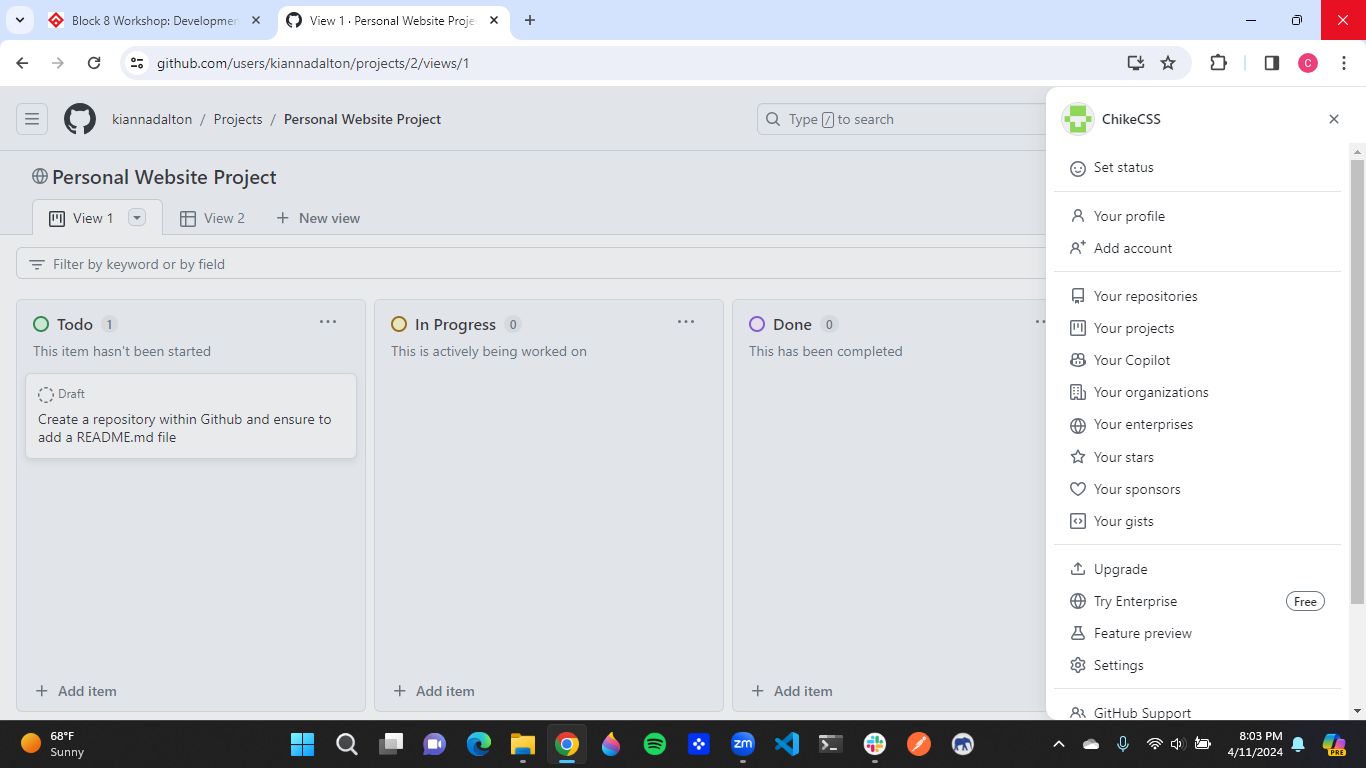 Block 8 Workshop: Developmen
View 1 · Personal Website Proje
github.com/users/kiannadalton/projects/2/views/1
C
kiannadalton / Projects / Personal Website Project
Type / to search
ChikeCSS
Personal Website Project
View 1
View 2
New view
Filter by keyword or by field
Todo 1
This item hasn't been started
Draft
Create a repository within Github and ensure to
add a README.md file
Add item
In Progress 0
This is actively being worked on
Add item
Done 0
This has been completed
Add item
Set status
Your profile
Add account
Your repositories
Your projects
Your Copilot
Your organizations
Your enterprises
Your stars
Your sponsors
Your gists
Upgrade
Try Enterprise Free
Feature preview
Settings
GitHub Support
68°F
Sunny
zm
8:03 PM
4/11/2024
PRE